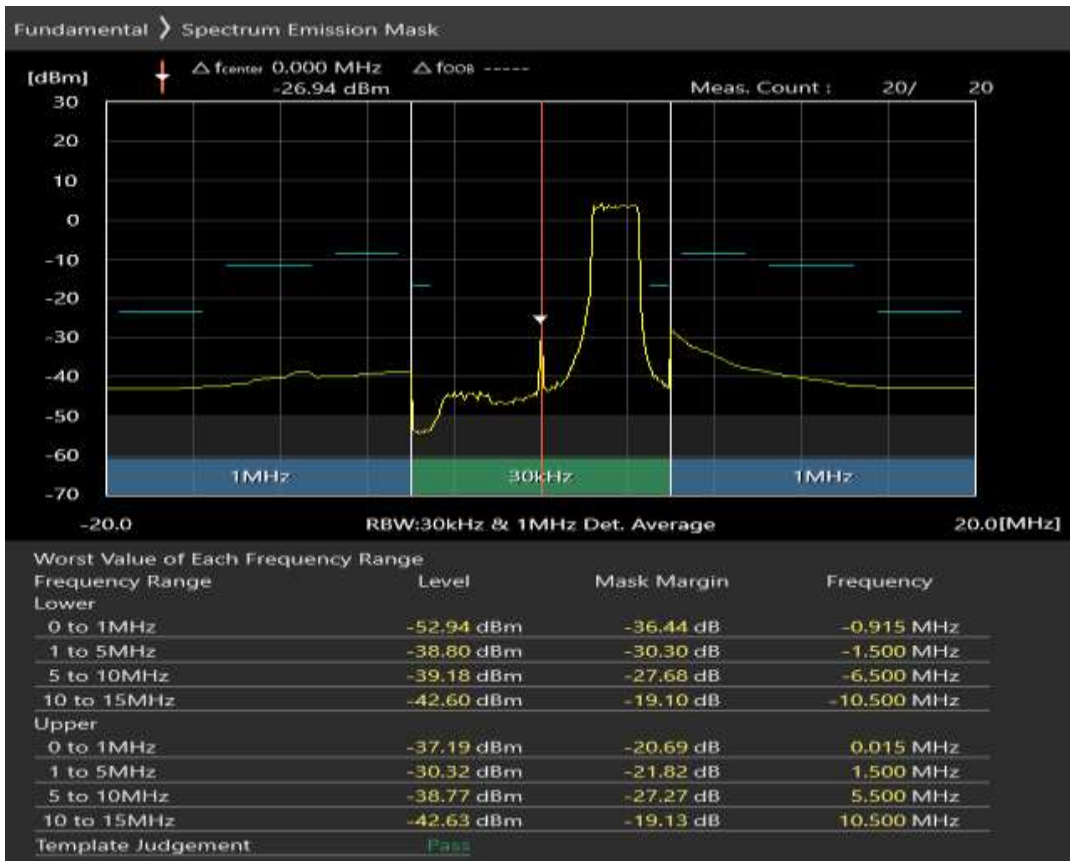 Fundamental ❭ Spectrum Emission Mask
[dBm] △ fcenter 0.000 MHz △ fOOB -----
-26.94 dBm Meas. Count : 20/ 20
30
20
10
0
-10
-20
-30
-40
-50
-60
1MHz 30kHz 1MHz
-70
-20.0 RBW:30kHz & 1MHz Det. Average 20.0[MHz]
Worst Value of Each Frequency Range
Frequency Range Level Mask Margin Frequency
Lower
0 to 1MHz -52.94 dBm -36.44 dB -0.915 MHz
1 to 5MHz -38.80 dBm -30.30 dB -1.500 MHz
5 to 10MHz -39.18 dBm -27.68 dB -6.500 MHz
10 to 15MHz -42.60 dBm -19.10 dB -10.500 MHz
Upper
0 to 1MHz -37.19 dBm -20.69 dB 0.015 MHz
1 to 5MHz -30.32 dBm -21.82 dB 1.500 MHz
5 to 10MHz -38.77 dBm -27.27 dB 5.500 MHz
10 to 15MHz -42.63 dBm -19.13 dB 10.500 MHz
Template Judgement Pass